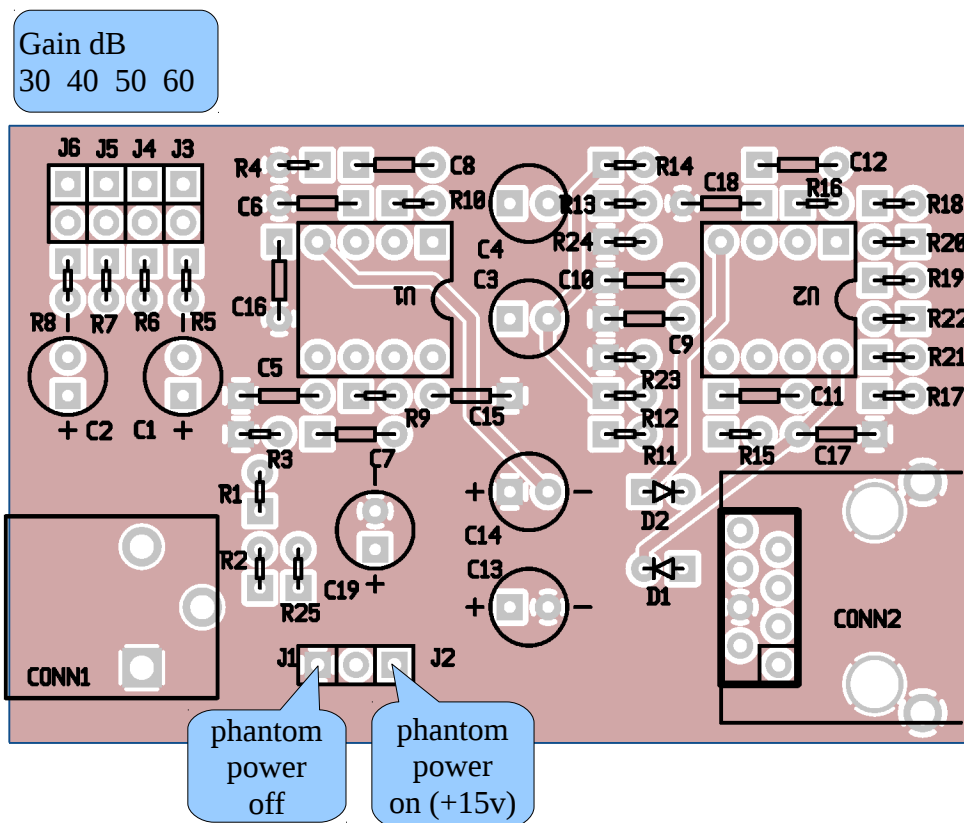 Gain dB
30 40 50 60
J6 J5 J4 J3
R4 C8 R14 C12
C6 R10 R13 C18 R16 R18
C4 R24 R20
C16 U1 C3 C10 U2 R19
R8 R7 R6 R5 C9 R22
C5 R23 R21
+ C2 C1 + R9 C15 R12 C11 R17
R3 C7 R11 R15 C17
R1 - + -
C14 D2
R2 C19 + C13
R25 + - D1
CONN2
J1 J2
CONN1
phantom
power
off
phantom
power
on (+15v)